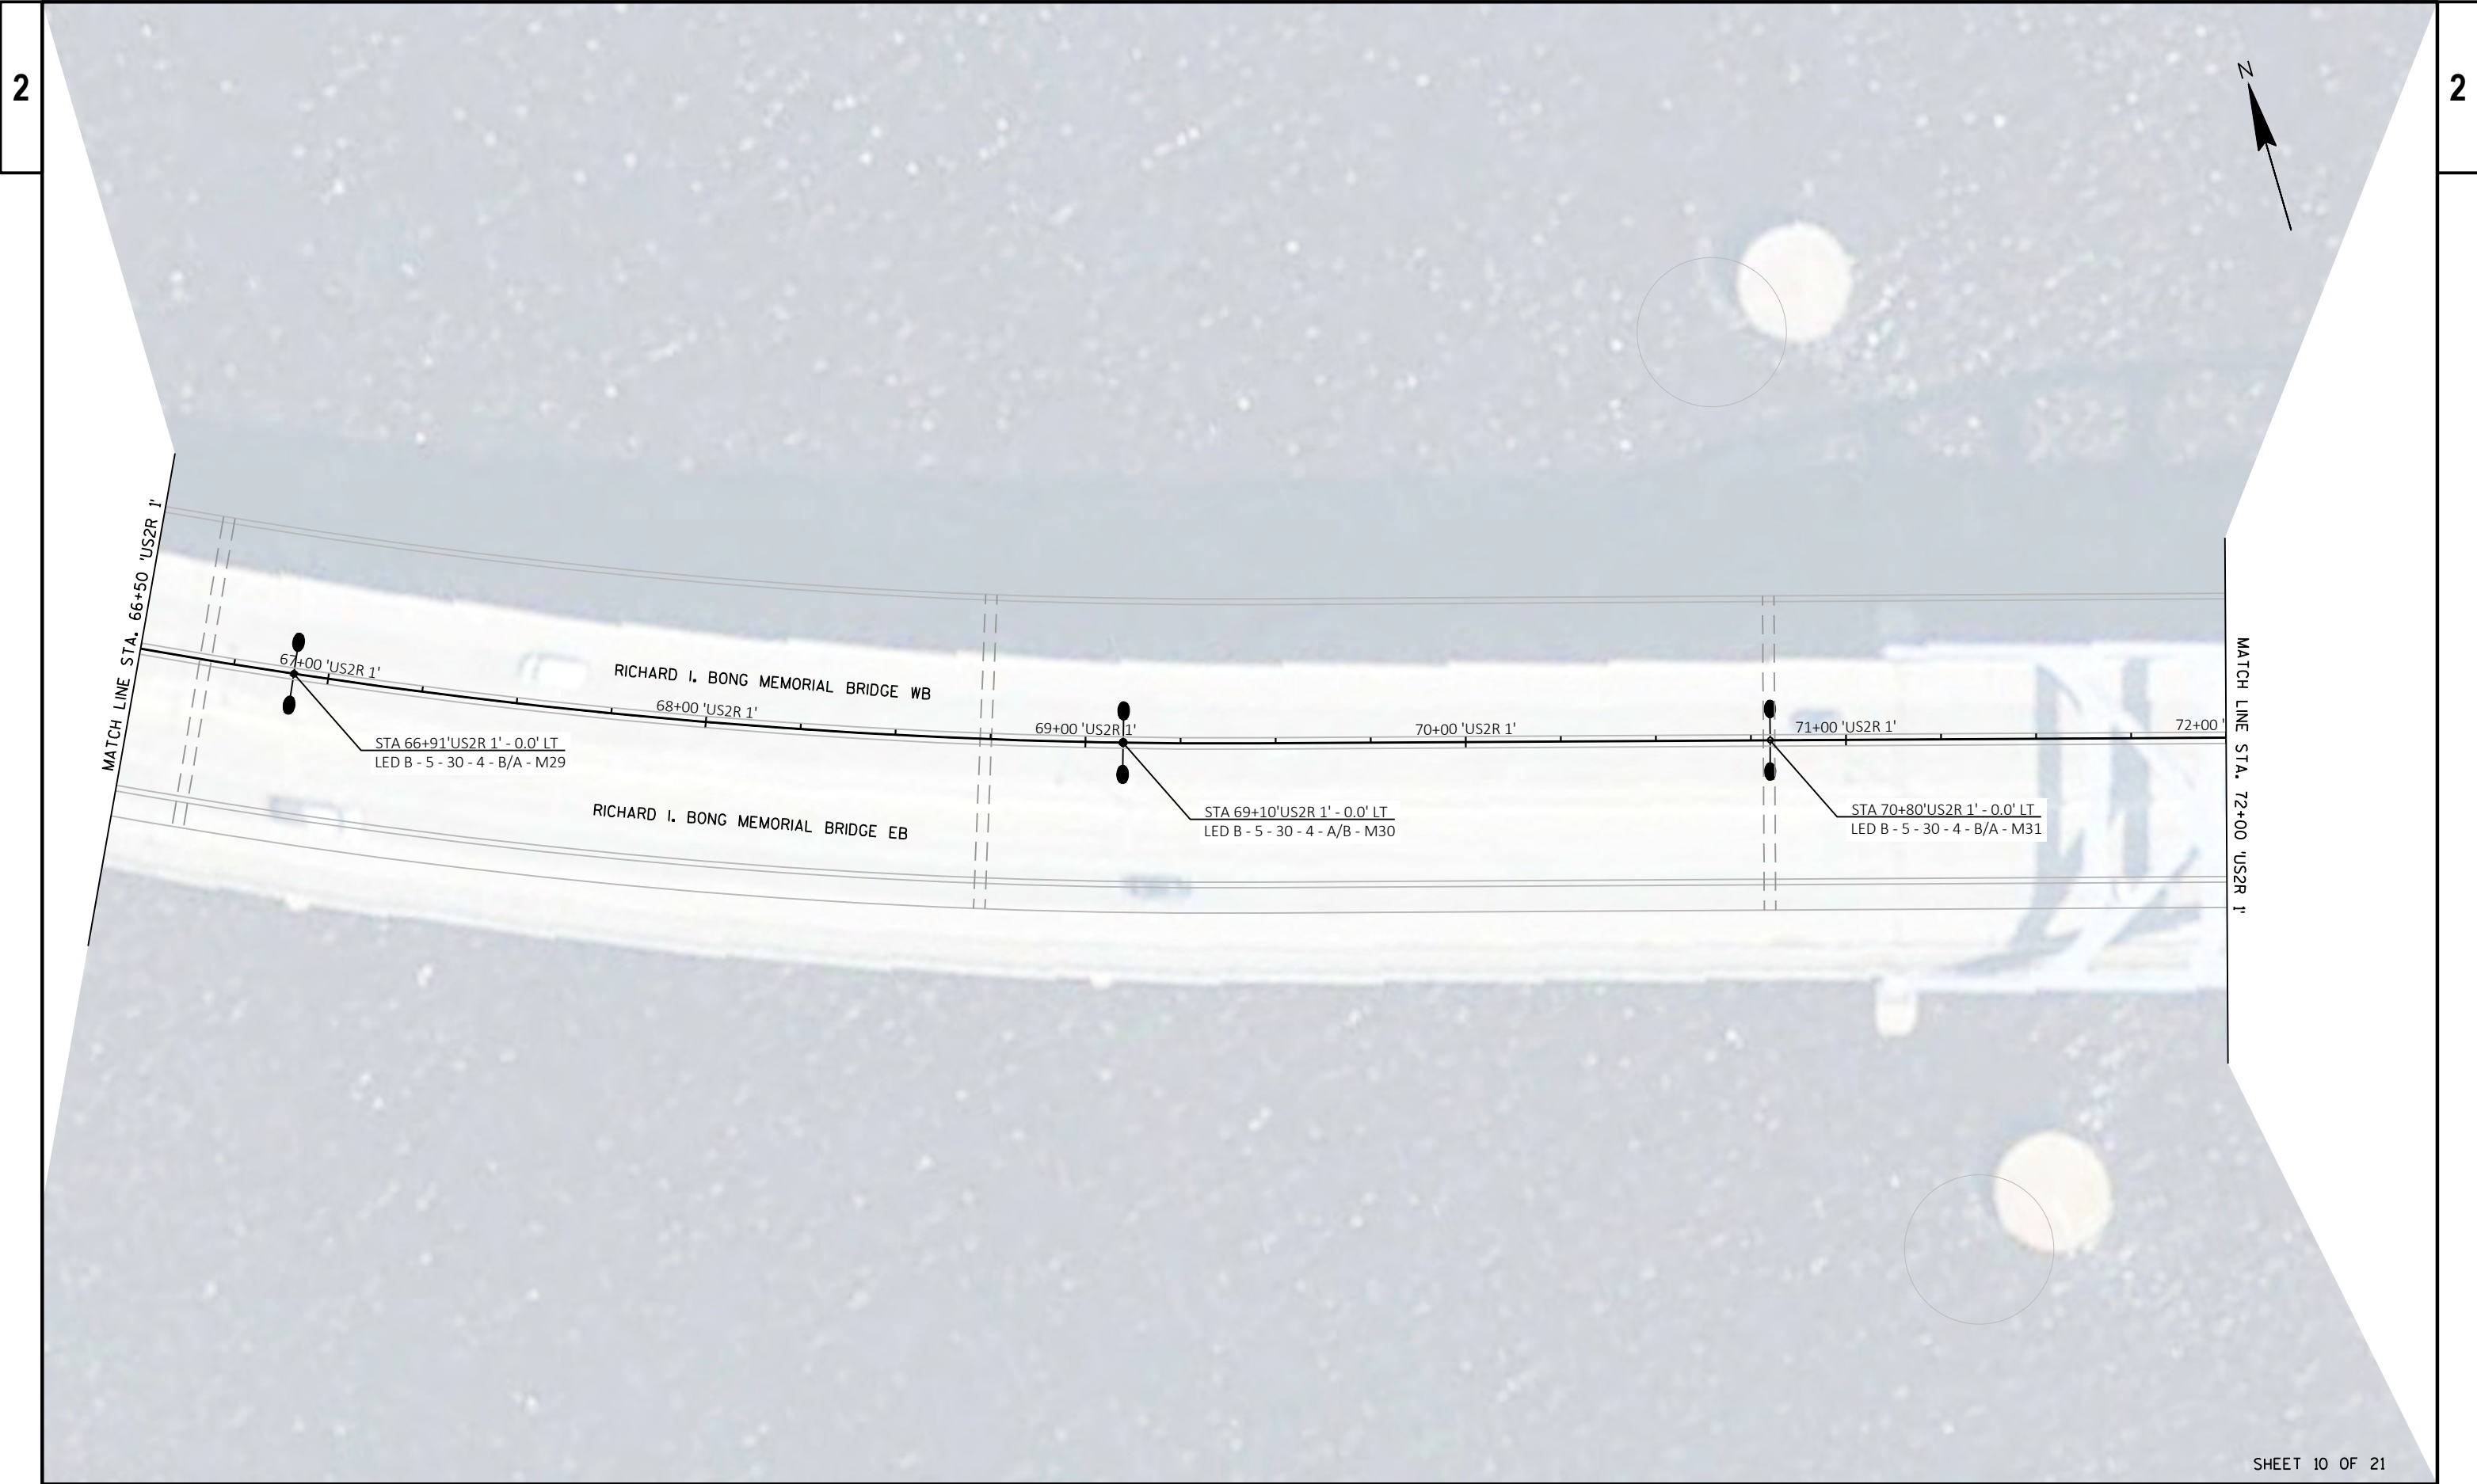 2
2
N
MATCH LINE STA. 66+50 'US2R 1'
67+00 'US2R 1'
RICHARD I. BONG MEMORIAL BRIDGE WB
68+00 'US2R 1'
69+00 'US2R 1'
70+00 'US2R 1'
71+00 'US2R 1'
72+00 '
MATCH LINE STA. 72+00 'US2R 1'
STA 66+91'US2R 1' - 0.0' LT
LED B - 5 - 30 - 4 - B/A - M29
RICHARD I. BONG MEMORIAL BRIDGE EB
STA 69+10'US2R 1' - 0.0' LT
LED B - 5 - 30 - 4 - A/B - M30
STA 70+80'US2R 1' - 0.0' LT
LED B - 5 - 30 - 4 - B/A - M31
SHEET 10 OF 21